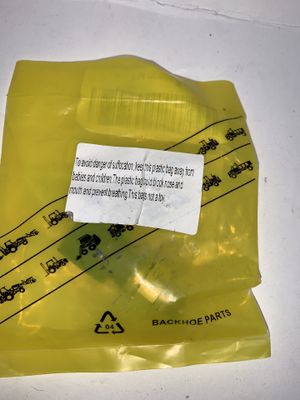 To avoid danger of suffocation, keep this plastic bag away from
babies and children. The plastic bag could block nose and
mouth and prevent breathing. This bag is not a toy.
04
BACKHOE PARTS